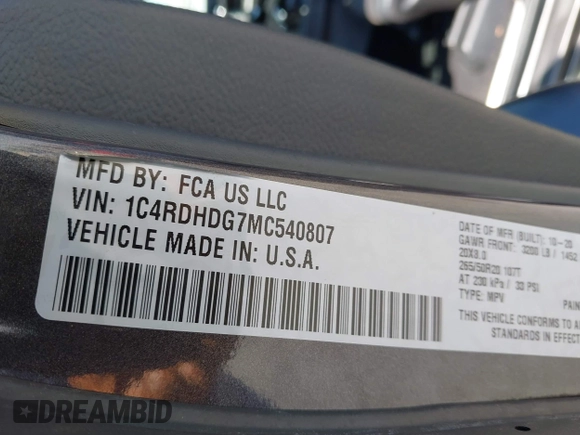 MFD BY: FCA US LLC
VIN: 1C4RDHDG7MC540807
VEHICLE MADE IN: U.S.A.
DATE OF MFR (BUILT): 10-20
GAWR FRONT: 3200 LB / 1452
20X8.0
265/50R20 107T
AT 230 kPa / 33 PSI
TYPE: MPV
PAIN
THIS VEHICLE CONFORMS TO
STANDARDS IN EFFECT
DREAMBID